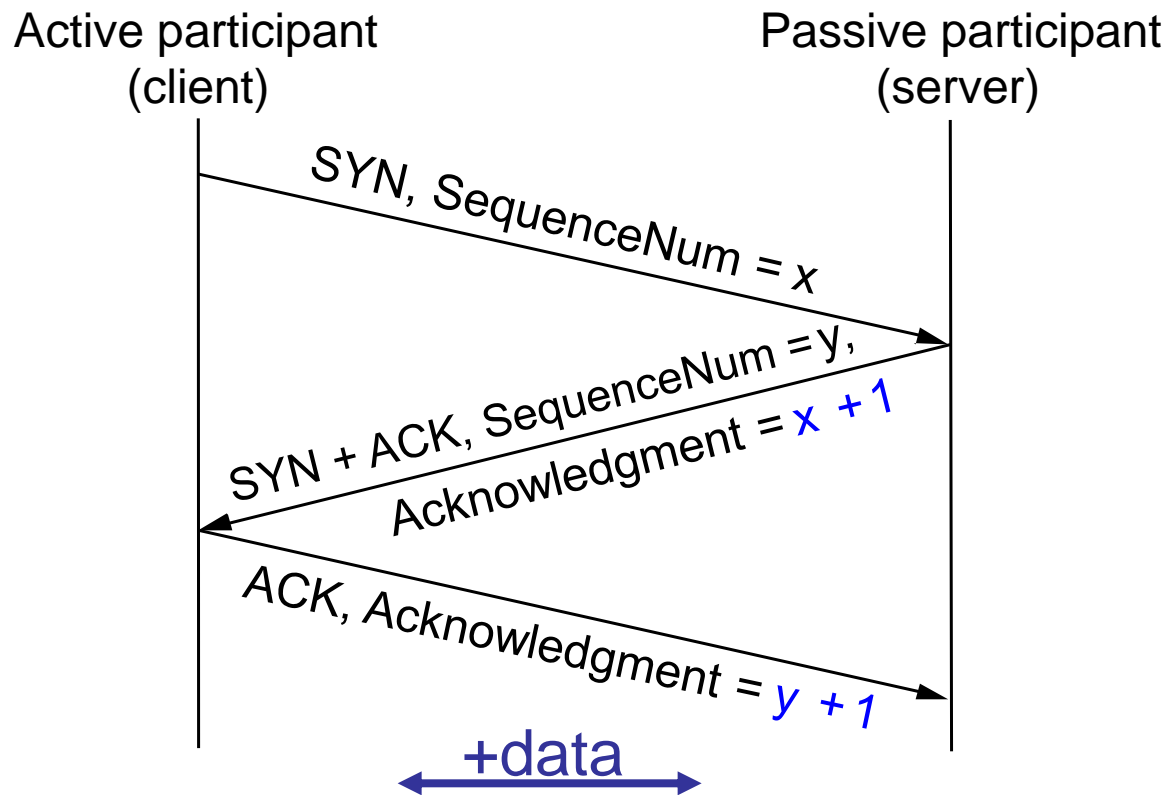 Active participant
(client)
Passive participant
(server)
SYN, SequenceNum = x
SYN + ACK, SequenceNum = y,
Acknowledgment = x + 1
ACK, Acknowledgment = y + 1
+data